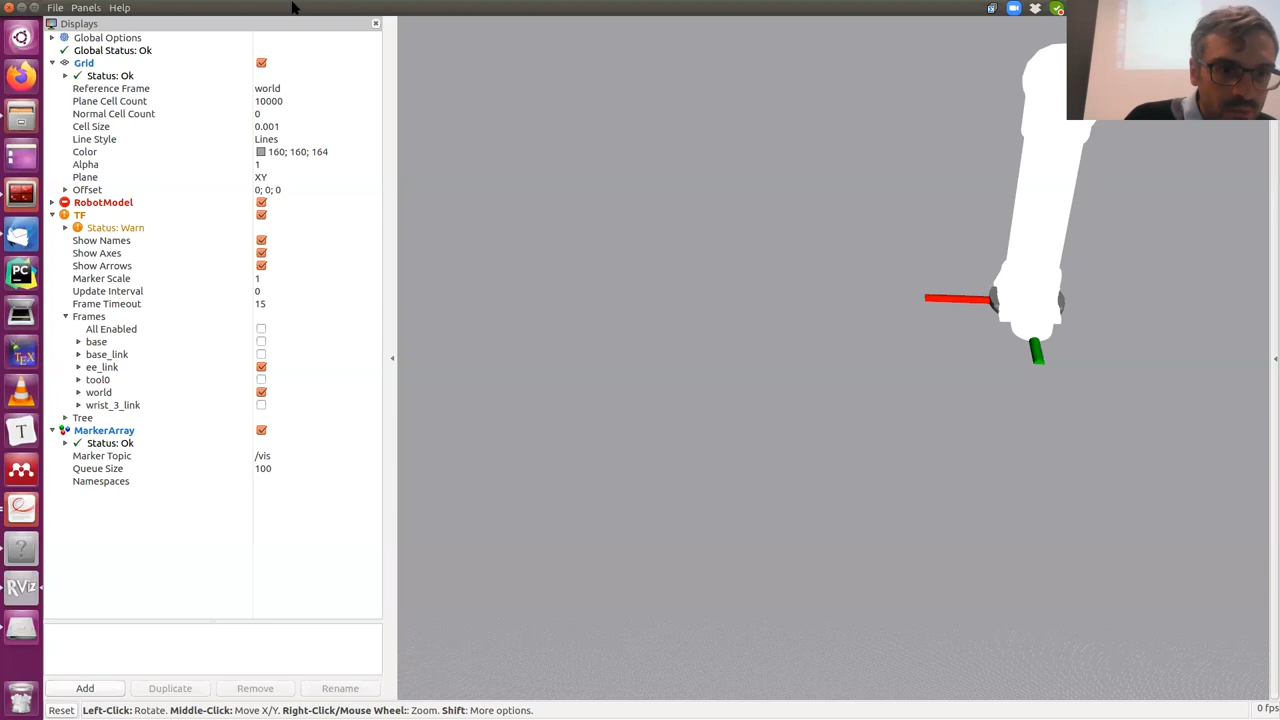 File Panels Help
Displays
Global Options
Global Status: Ok
Grid
Status: Ok
Reference Frame world
Plane Cell Count 10000
Normal Cell Count 0
Cell Size 0.001
Line Style Lines
Color 160; 160; 164
Alpha 1
Plane XY
Offset 0; 0; 0
RobotModel
TF
Status: Warn
Show Names
Show Axes
Show Arrows
Marker Scale 1
Update Interval 0
Frame Timeout 15
Frames
All Enabled
base
base_link
ee_link
tool0
world
wrist_3_link
Tree
MarkerArray
Status: Ok
Marker Topic /vis
Queue Size 100
Namespaces
PC
TEX
T
?
RViz
Add Duplicate Remove Rename
Reset Left-Click: Rotate. Middle-Click: Move X/Y. Right-Click/Mouse Wheel:: Zoom. Shift: More options. 0 fps